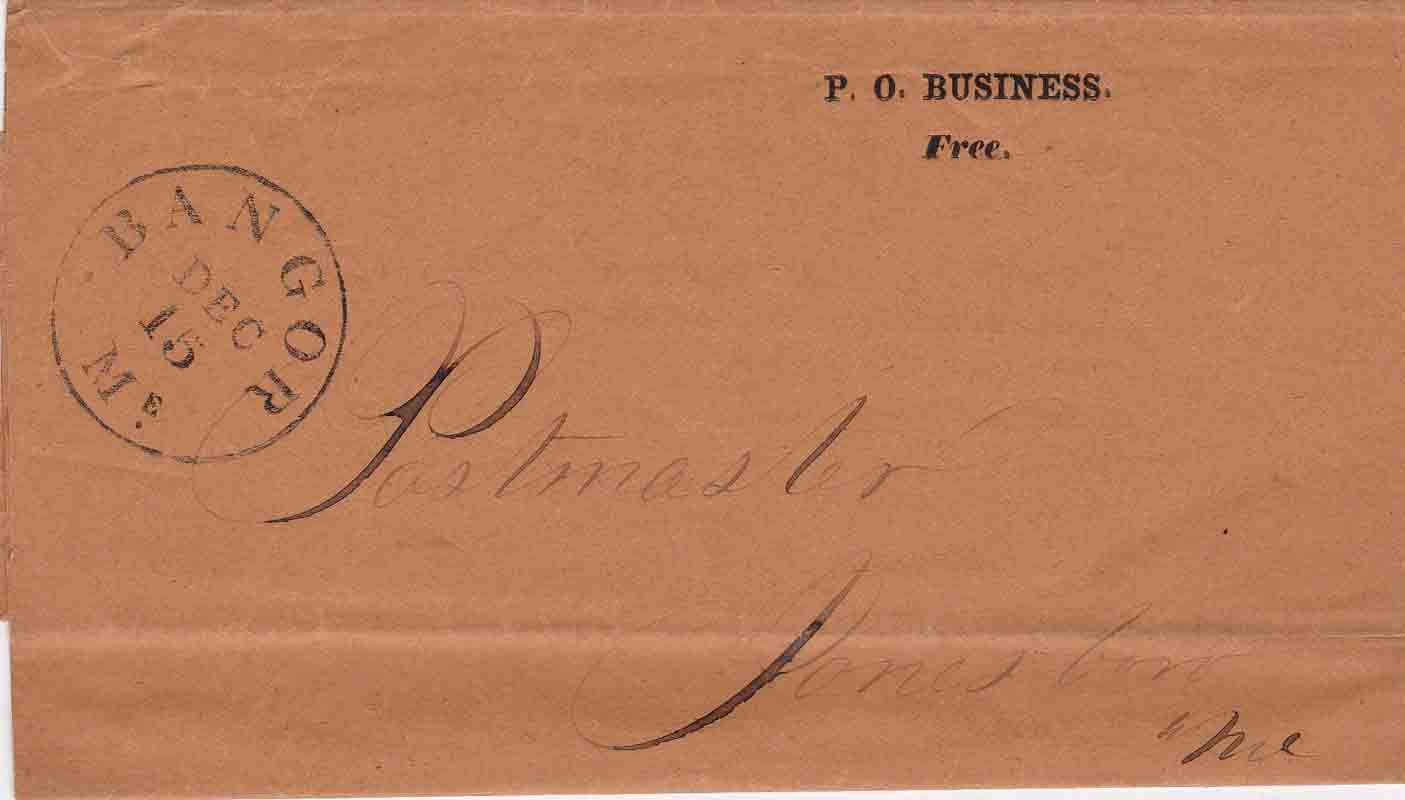 P. O. BUSINESS.
Free.
BANGOR Me.
DEC
15
Postmaster
Jonesboro
" Me